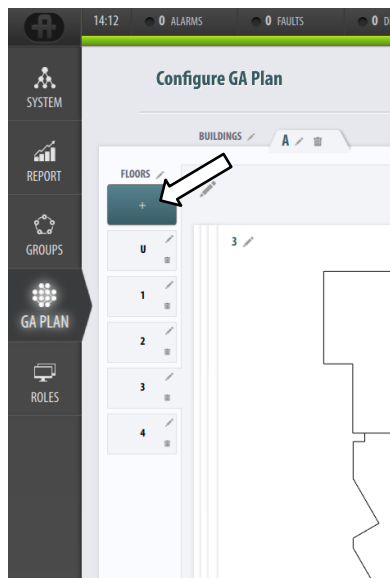 14:12 0 ALARMS 0 FAULTS 0 D
SYSTEM
REPORT
GROUPS
GA PLAN
ROLES
Configure GA Plan
BUILDINGS A
FLOORS
+
U
1
2
3
4
3